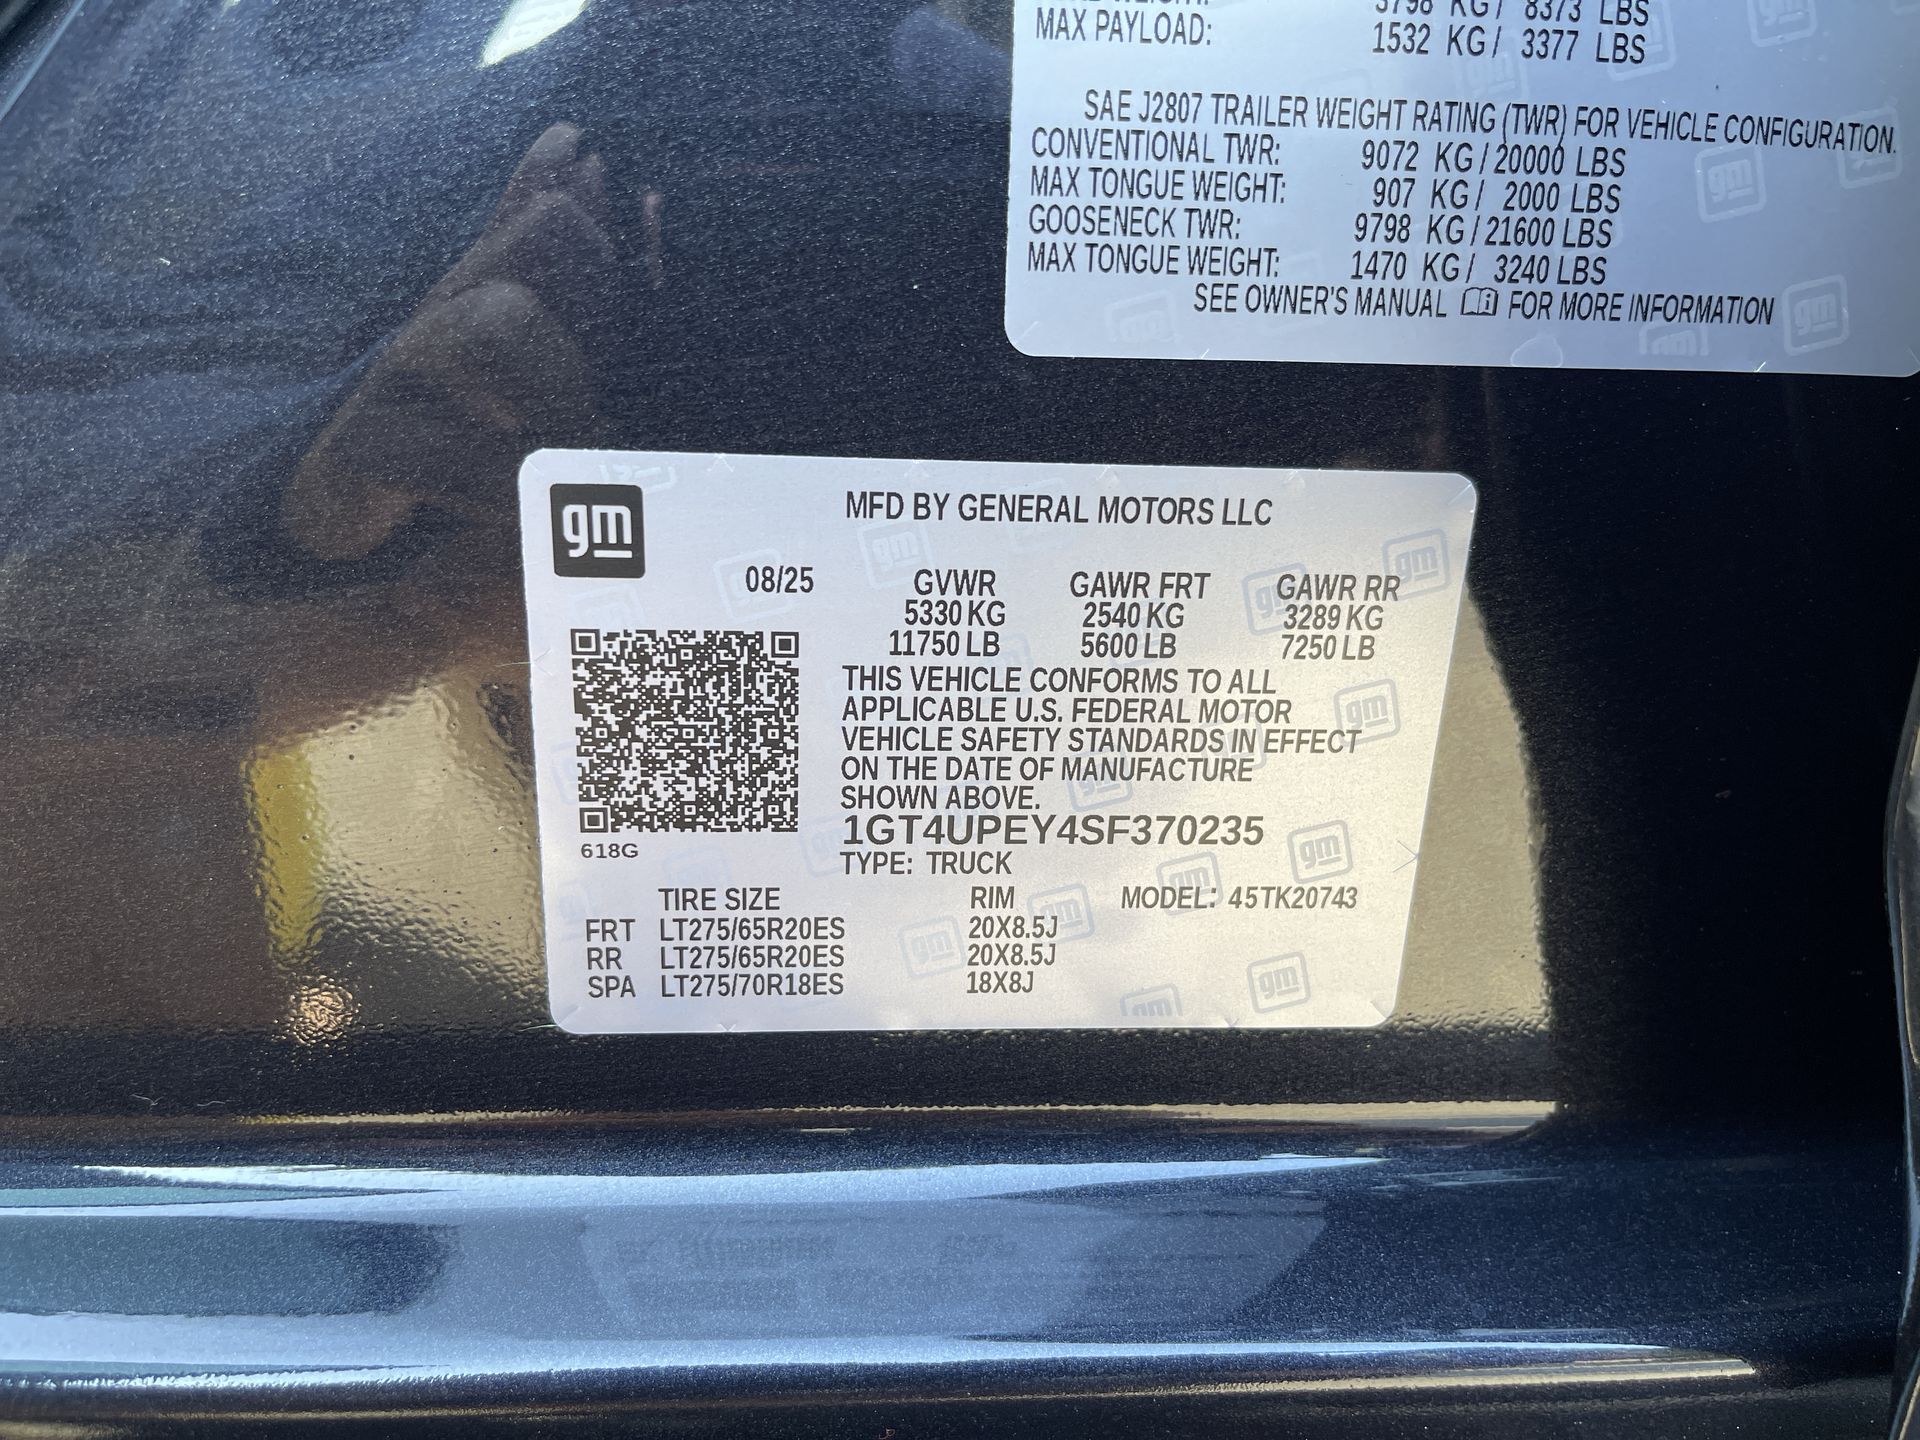 3798 KG / 8373 LBS
MAX PAYLOAD: 1532 KG / 3377 LBS
SAE J2807 TRAILER WEIGHT RATING (TWR) FOR VEHICLE CONFIGURATION.
CONVENTIONAL TWR: 9072 KG / 20000 LBS
MAX TONGUE WEIGHT: 907 KG / 2000 LBS
GOOSENECK TWR: 9798 KG / 21600 LBS
MAX TONGUE WEIGHT: 1470 KG / 3240 LBS
SEE OWNER'S MANUAL FOR MORE INFORMATION
gm
MFD BY GENERAL MOTORS LLC
08/25 GVWR GAWR FRT GAWR RR
5330 KG 2540 KG 3289 KG
11750 LB 5600 LB 7250 LB
THIS VEHICLE CONFORMS TO ALL
APPLICABLE U.S. FEDERAL MOTOR
VEHICLE SAFETY STANDARDS IN EFFECT
ON THE DATE OF MANUFACTURE
SHOWN ABOVE.
1GT4UPEY4SF370235
618G
TYPE: TRUCK
TIRE SIZE RIM MODEL: 45TK20743
FRT LT275/65R20ES 20X8.5J
RR LT275/65R20ES 20X8.5J
SPA LT275/70R18ES 18X8J